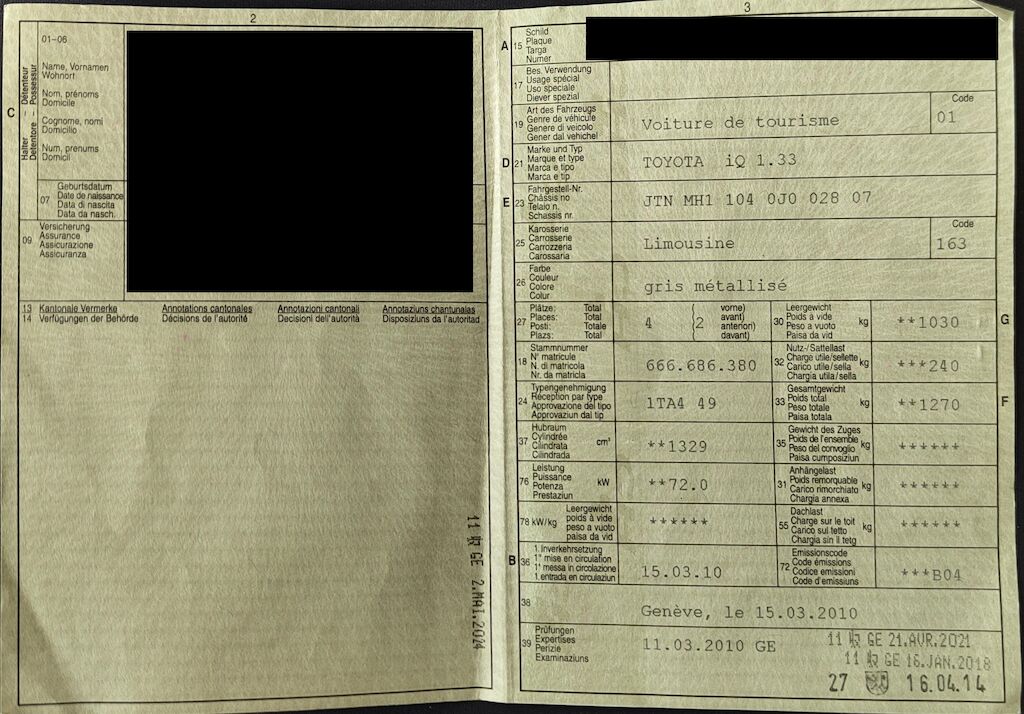 2
01-06
Name, Vornamen
Wohnort
Nom, prénoms
Domicile
Cognome, nomi
Domicilio
Num, prenums
Domicil
C
Halter – Détenteur
Detentore – Possessur
07
Geburtsdatum
Date de naissance
Data di nascita
Data da nasch.
09
Versicherung
Assurance
Assicurazione
Assicuranza
13 Kantonale Vermerke Annotations cantonales Annotazioni cantonali Annotaziuns chantunalas
14 Verfügungen der Behörde Décisions de l'autorité Decisioni dell'autorità Disposiziuns da l'autoritad
11 GE 2.MAI.2024
3
A 15
Schild
Plaque
Targa
Numer
17
Bes. Verwendung
Usage spécial
Uso speciale
Diever spezial
19
Art des Fahrzeugs
Genre de véhicule
Genere di veicolo
Gener dal vehichel
Voiture de tourisme
Code
01
D 21
Marke und Typ
Marque et type
Marca e tipo
Marca e tip
TOYOTA iQ 1.33
E 23
Fahrgestell-Nr.
Châssis no
Telaio n.
Schassis nr.
JTN MH1 104 0J0 028 07
25
Karosserie
Carrosserie
Carrozzeria
Carossaria
Limousine
Code
163
26
Farbe
Couleur
Colore
Colur
gris métallisé
27
Plätze: Total
Places: Total
Posti: Totale
Plazs: Total
4 (2
vorne)
avant)
anteriori)
davant)
30
Leergewicht
Poids à vide
Peso a vuoto
Paisa da vid
kg
**1030
G
18
Stammnummer
N° matricule
N. di matricola
Nr. da matricla
666.686.380
32
Nutz-/Sattellast
Charge utile/sellette
Carico utile/sella
Chargia utila/sella
kg
***240
24
Typengenehmigung
Réception par type
Approvazione del tipo
Approvaziun dal tip
1TA4 49
33
Gesamtgewicht
Poids total
Peso totale
Paisa totala
kg
**1270
F
37
Hubraum
Cylindrée
Cilindrata
Cilindrada
cm³
**1329
35
Gewicht des Zuges
Poids de l'ensemble
Peso del convoglio
Paisa cumposiziun
kg
******
76
Leistung
Puissance
Potenza
Prestaziun
kW
**72.0
31
Anhängelast
Poids remorquable
Carico rimorchiato
Chargia annexa
kg
******
78 kW/kg
Leergewicht
poids à vide
peso a vuoto
paisa da vid
******
55
Dachlast
Charge sur le toit
Carico sul tetto
Chargia sin il tetg
kg
******
B 36
1. Inverkehrsetzung
1re mise en circulation
1a messa in circolazione
1. entrada en circulaziun
15.03.10
72
Emissionscode
Code émissions
Codice emissioni
Code d'emissiuns
***B04
38
Genève, le 15.03.2010
39
Prüfungen
Expertises
Perizie
Examinaziuns
11.03.2010 GE
11 GE 21.AVR.2021
11 GE 16.JAN.2018
27 16.04.14